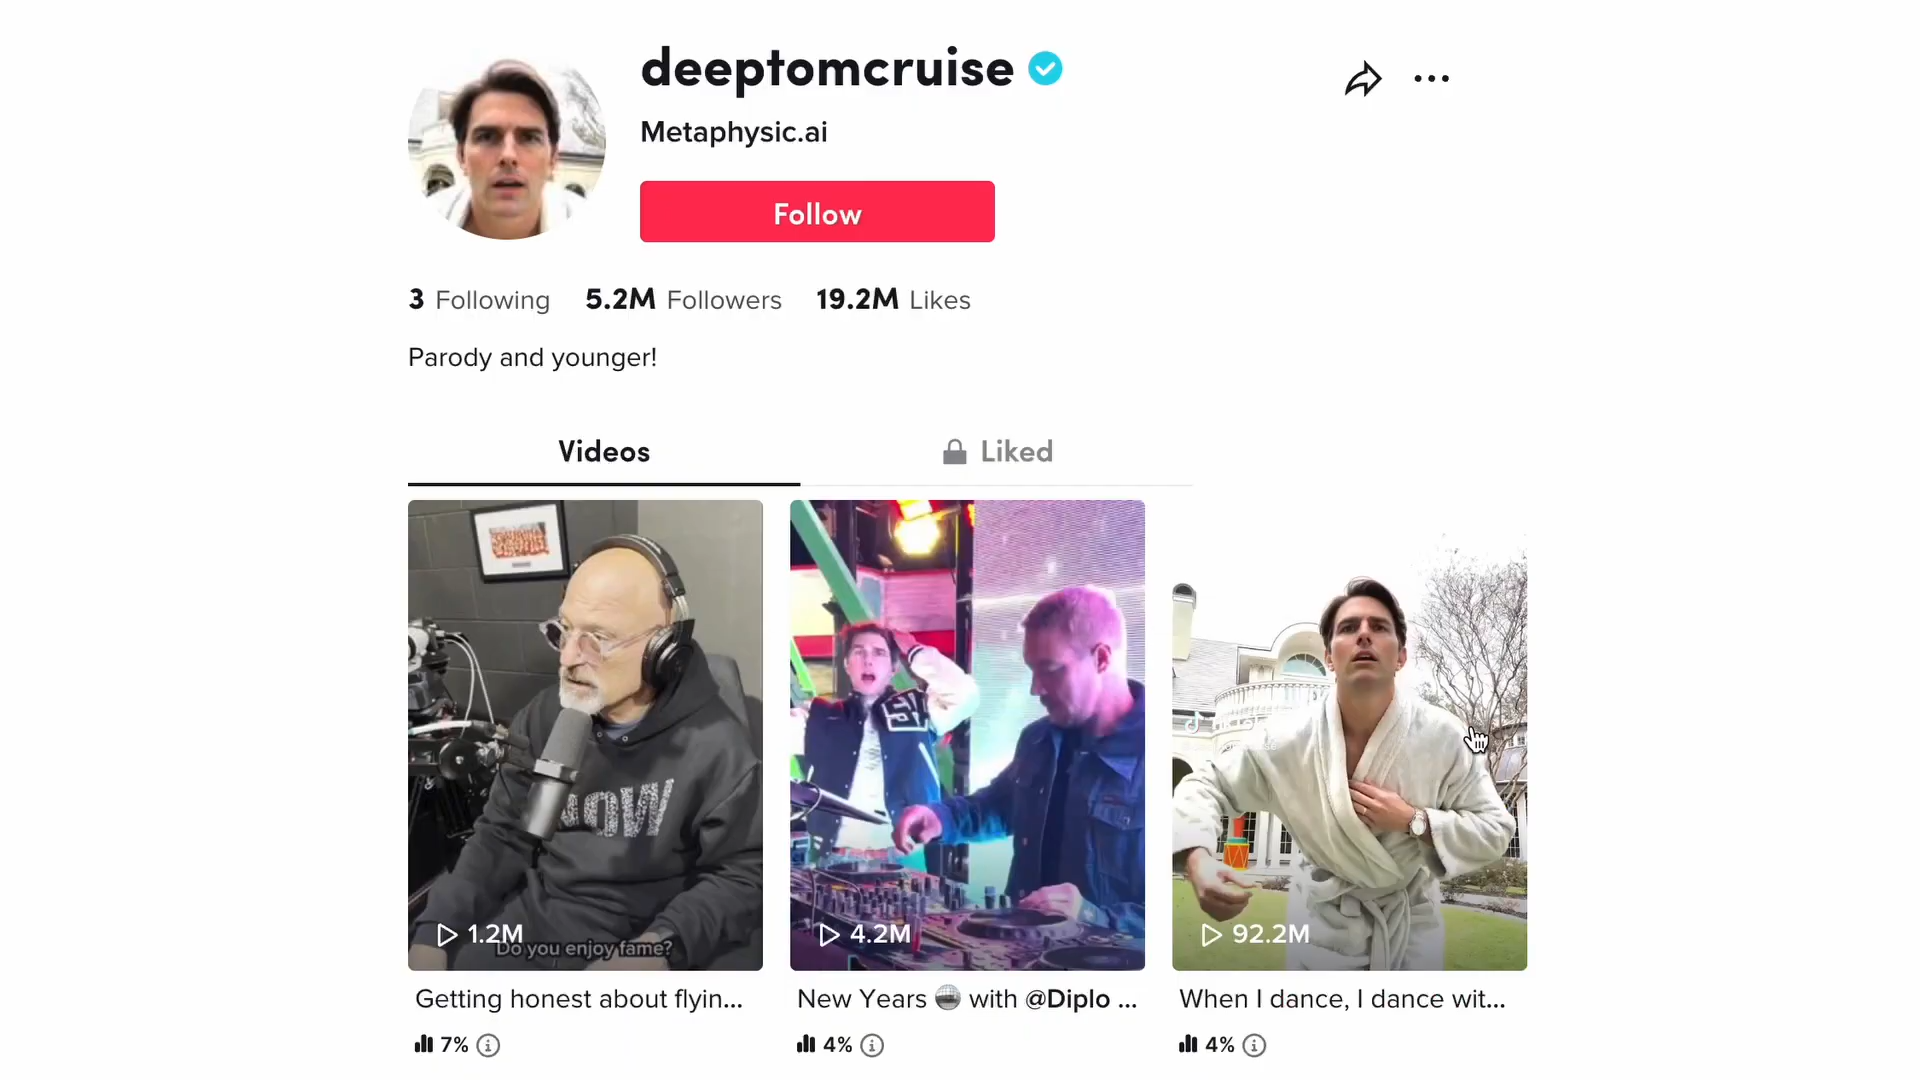 deeptomcruise
Metaphysic.ai
Follow
3 Following 5.2M Followers 19.2M Likes
Parody and younger!
Videos Liked
1.2M
Do you enjoy fame?
4.2M
92.2M
Getting honest about flyin...
New Years with @Diplo ...
When I dance, I dance wit...
7%
4%
4%